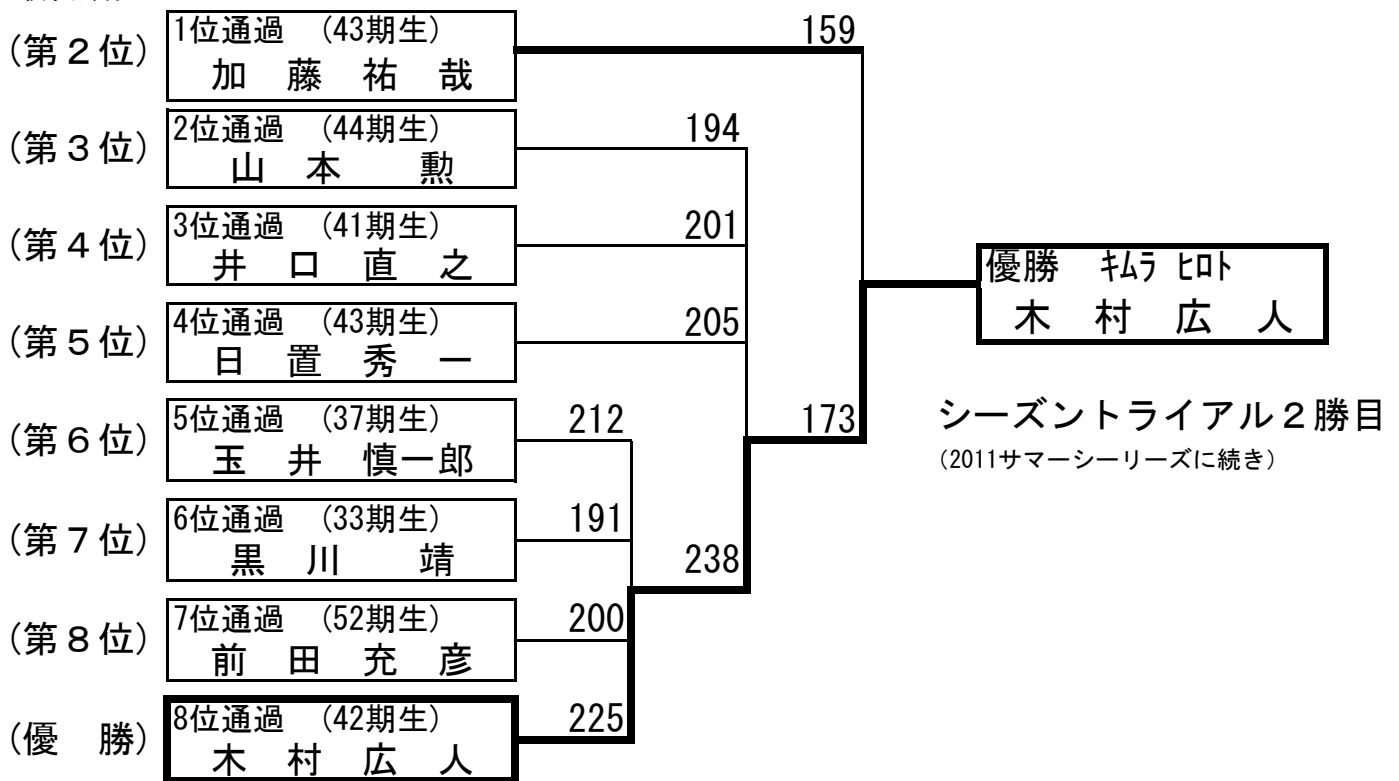 (第２位)
1位通過 (43期生)
加 藤 祐 哉
159
(第３位)
2位通過 (44期生)
山 本 勲
194
(第４位)
3位通過 (41期生)
井 口 直 之
201
優勝 ｷﾑﾗ ﾋﾛﾄ
木 村 広 人
(第５位)
4位通過 (43期生)
日 置 秀 一
205
(第６位)
5位通過 (37期生)
玉 井 慎一郎
212
173
シーズントライアル２勝目
(2011サマーシーリーズに続き)
(第７位)
6位通過 (33期生)
黒 川 靖
191
238
(第８位)
7位通過 (52期生)
前 田 充 彦
200
(優 勝)
8位通過 (42期生)
木 村 広 人
225